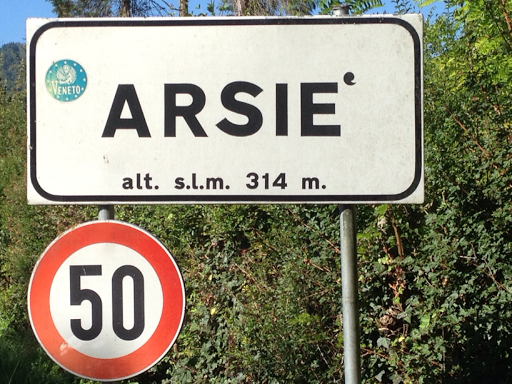 VENETO
ARSIE'
alt. s.l.m. 314 m.
50